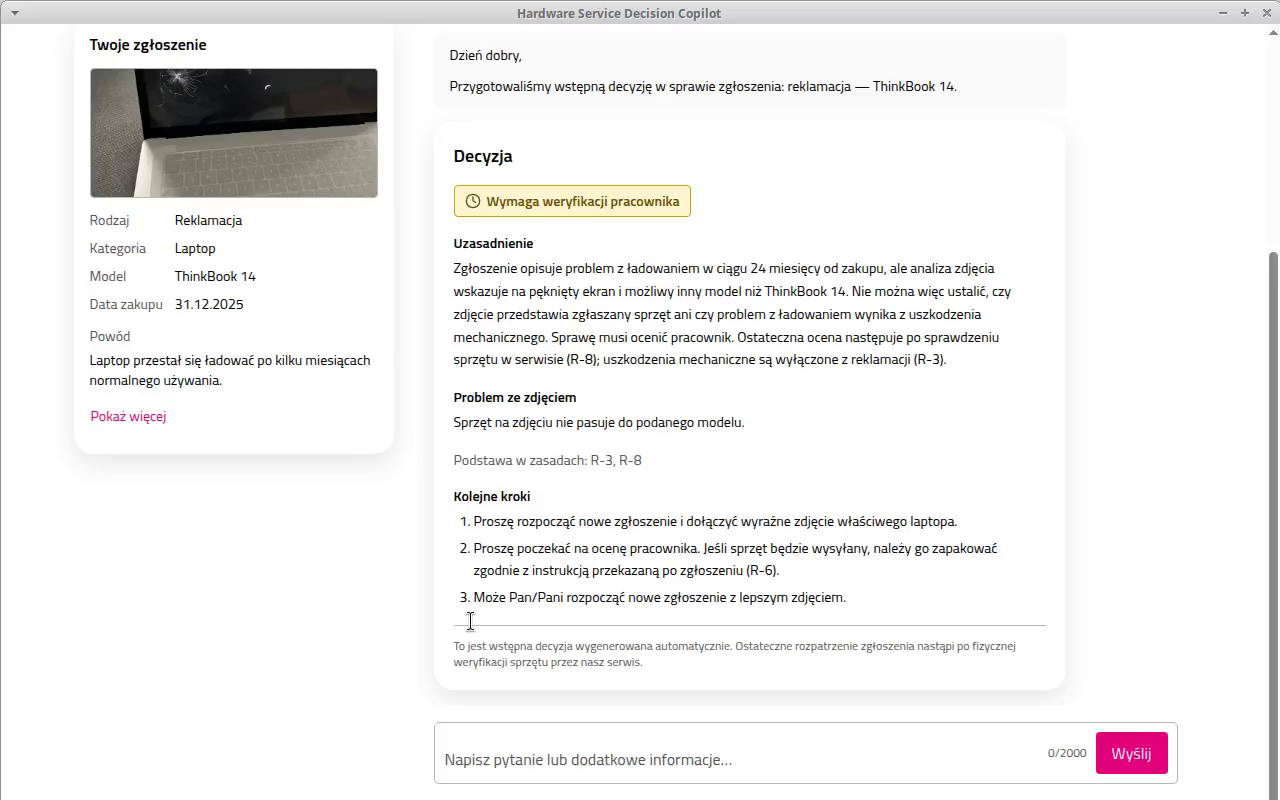 Hardware Service Decision Copilot
Twoje zgłoszenie
Rodzaj Reklamacja
Kategoria Laptop
Model ThinkBook 14
Data zakupu 31.12.2025
Powód
Laptop przestał się ładować po kilku miesiącach
normalnego używania.
Pokaż więcej
Dzień dobry,
Przygotowaliśmy wstępną decyzję w sprawie zgłoszenia: reklamacja — ThinkBook 14.
Decyzja
Wymaga weryfikacji pracownika
Uzasadnienie
Zgłoszenie opisuje problem z ładowaniem w ciągu 24 miesięcy od zakupu, ale analiza zdjęcia
wskazuje na pęknięty ekran i możliwy inny model niż ThinkBook 14. Nie można więc ustalić, czy
zdjęcie przedstawia zgłaszany sprzęt ani czy problem z ładowaniem wynika z uszkodzenia
mechanicznego. Sprawę musi ocenić pracownik. Ostateczna ocena następuje po sprawdzeniu
sprzętu w serwisie (R-8); uszkodzenia mechaniczne są wyłączone z reklamacji (R-3).
Problem ze zdjęciem
Sprzęt na zdjęciu nie pasuje do podanego modelu.
Podstawa w zasadach: R-3, R-8
Kolejne kroki
1. Proszę rozpocząć nowe zgłoszenie i dołączyć wyraźne zdjęcie właściwego laptopa.
2. Proszę poczekać na ocenę pracownika. Jeśli sprzęt będzie wysyłany, należy go zapakować
zgodnie z instrukcją przekazaną po zgłoszeniu (R-6).
3. Może Pan/Pani rozpocząć nowe zgłoszenie z lepszym zdjęciem.
To jest wstępna decyzja wygenerowana automatycznie. Ostateczne rozpatrzenie zgłoszenia nastąpi po fizycznej
weryfikacji sprzętu przez nasz serwis.
Napisz pytanie lub dodatkowe informacje...
0/2000
Wyślij